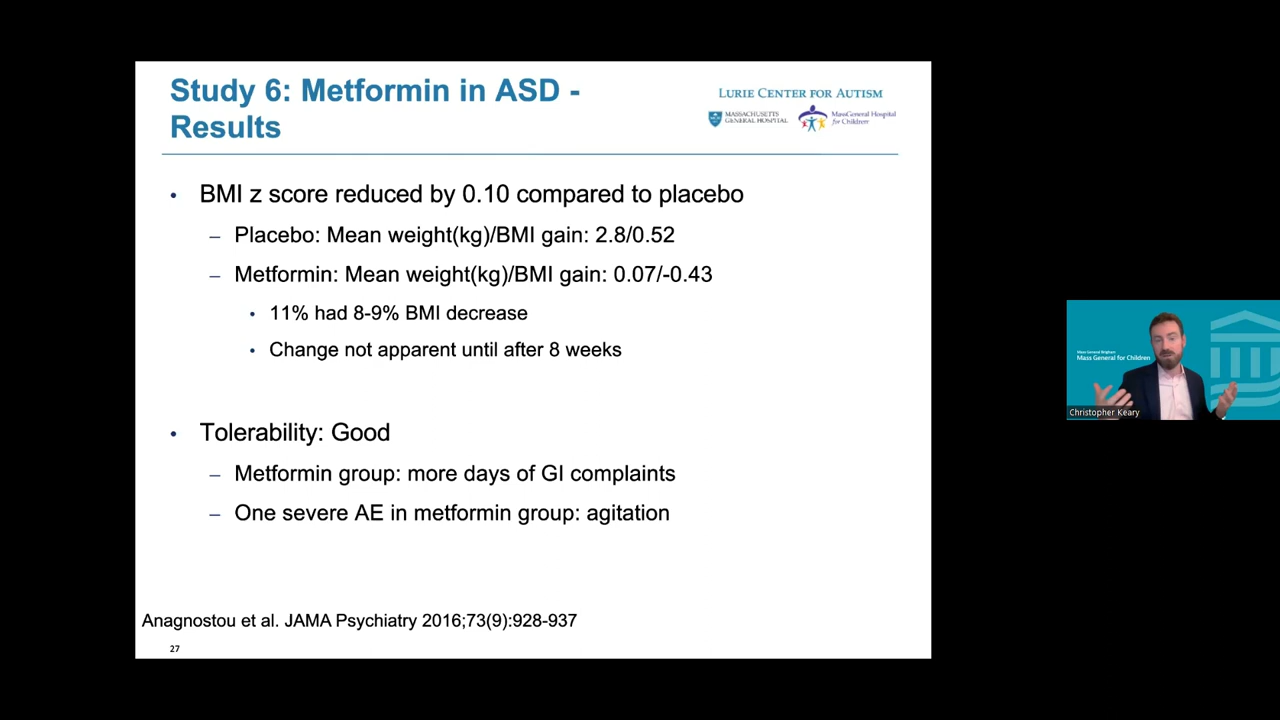 Study 6: Metformin in ASD -
Results
LURIE CENTER FOR AUTISM
MASSACHUSETTS
GENERAL HOSPITAL
MassGeneral Hospital
for Children
• BMI z score reduced by 0.10 compared to placebo
– Placebo: Mean weight(kg)/BMI gain: 2.8/0.52
– Metformin: Mean weight(kg)/BMI gain: 0.07/-0.43
• 11% had 8-9% BMI decrease
• Change not apparent until after 8 weeks
• Tolerability: Good
– Metformin group: more days of GI complaints
– One severe AE in metformin group: agitation
Anagnostou et al. JAMA Psychiatry 2016;73(9):928-937
27
Mass General Brigham
Mass General for Children
Christopher Keary